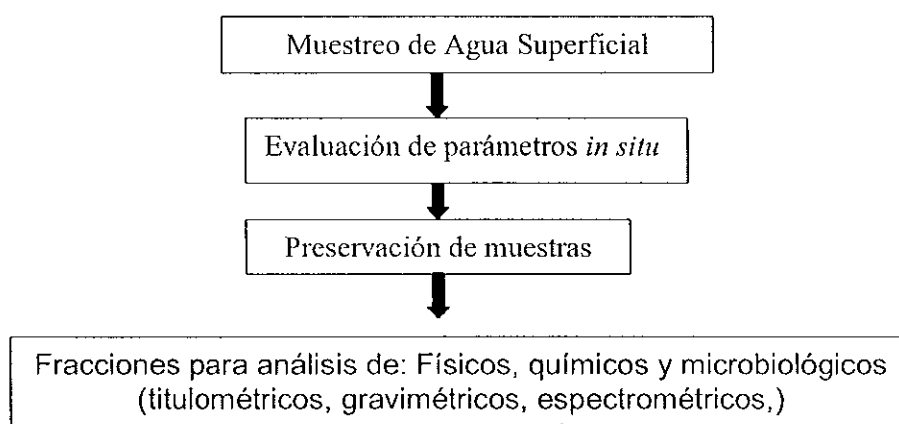 Muestreo de Agua Superficial
Evaluación de parámetros in situ
Preservación de muestras
Fracciones para análisis de: Físicos, químicos y microbiológicos
(titulométricos, gravimétricos, espectrométricos,)